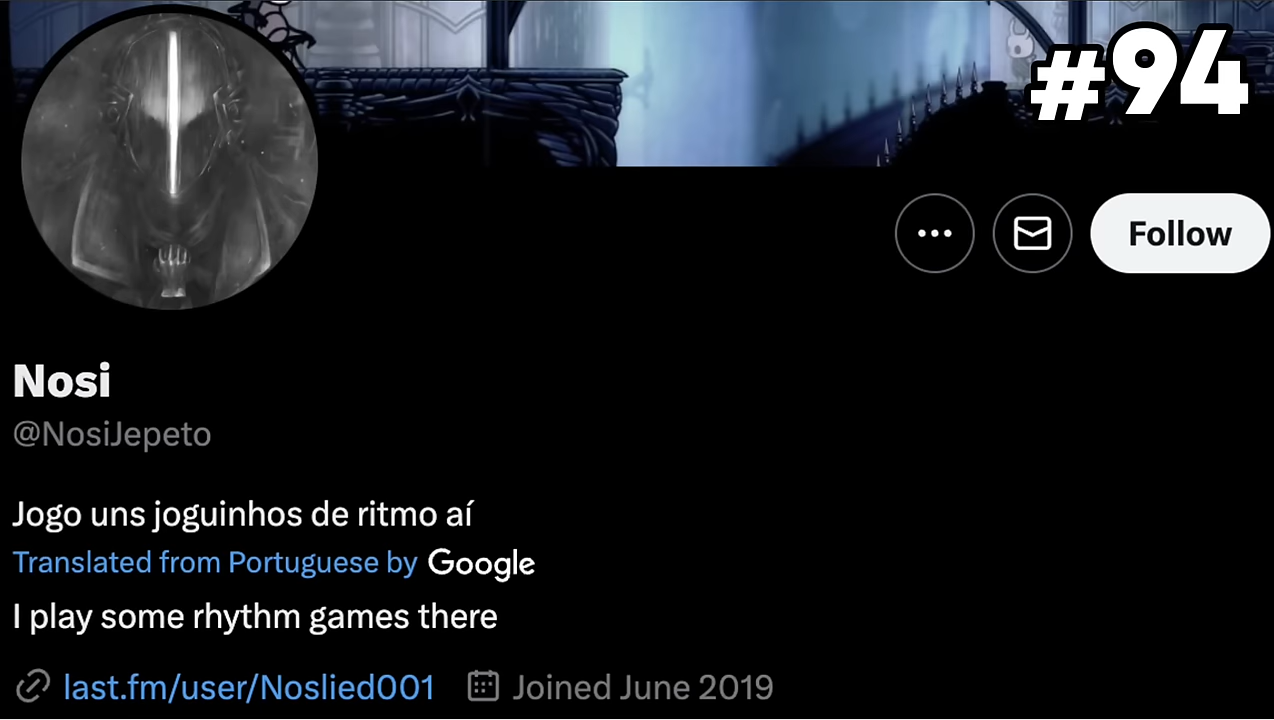 #94
Follow
Nosi
@NosiJepeto
Jogo uns joguinhos de ritmo aí
Translated from Portuguese by Google
I play some rhythm games there
last.fm/user/Noslied001 Joined June 2019